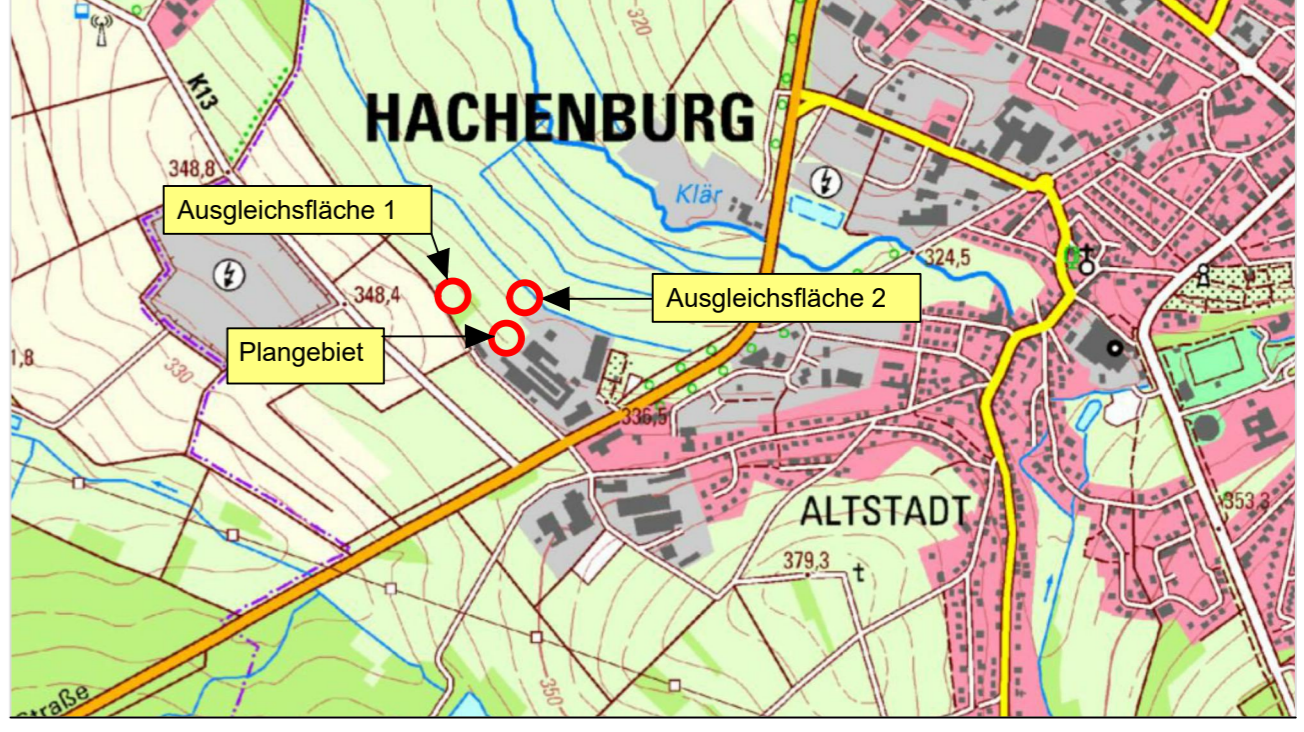 320
K13
HACHENBURG
348,8
Klär
Ausgleichsfläche 1
324,5
348,4
Ausgleichsfläche 2
Plangebiet
1,8
330
336,5
ALTSTADT
353,3
379,3
350
straße